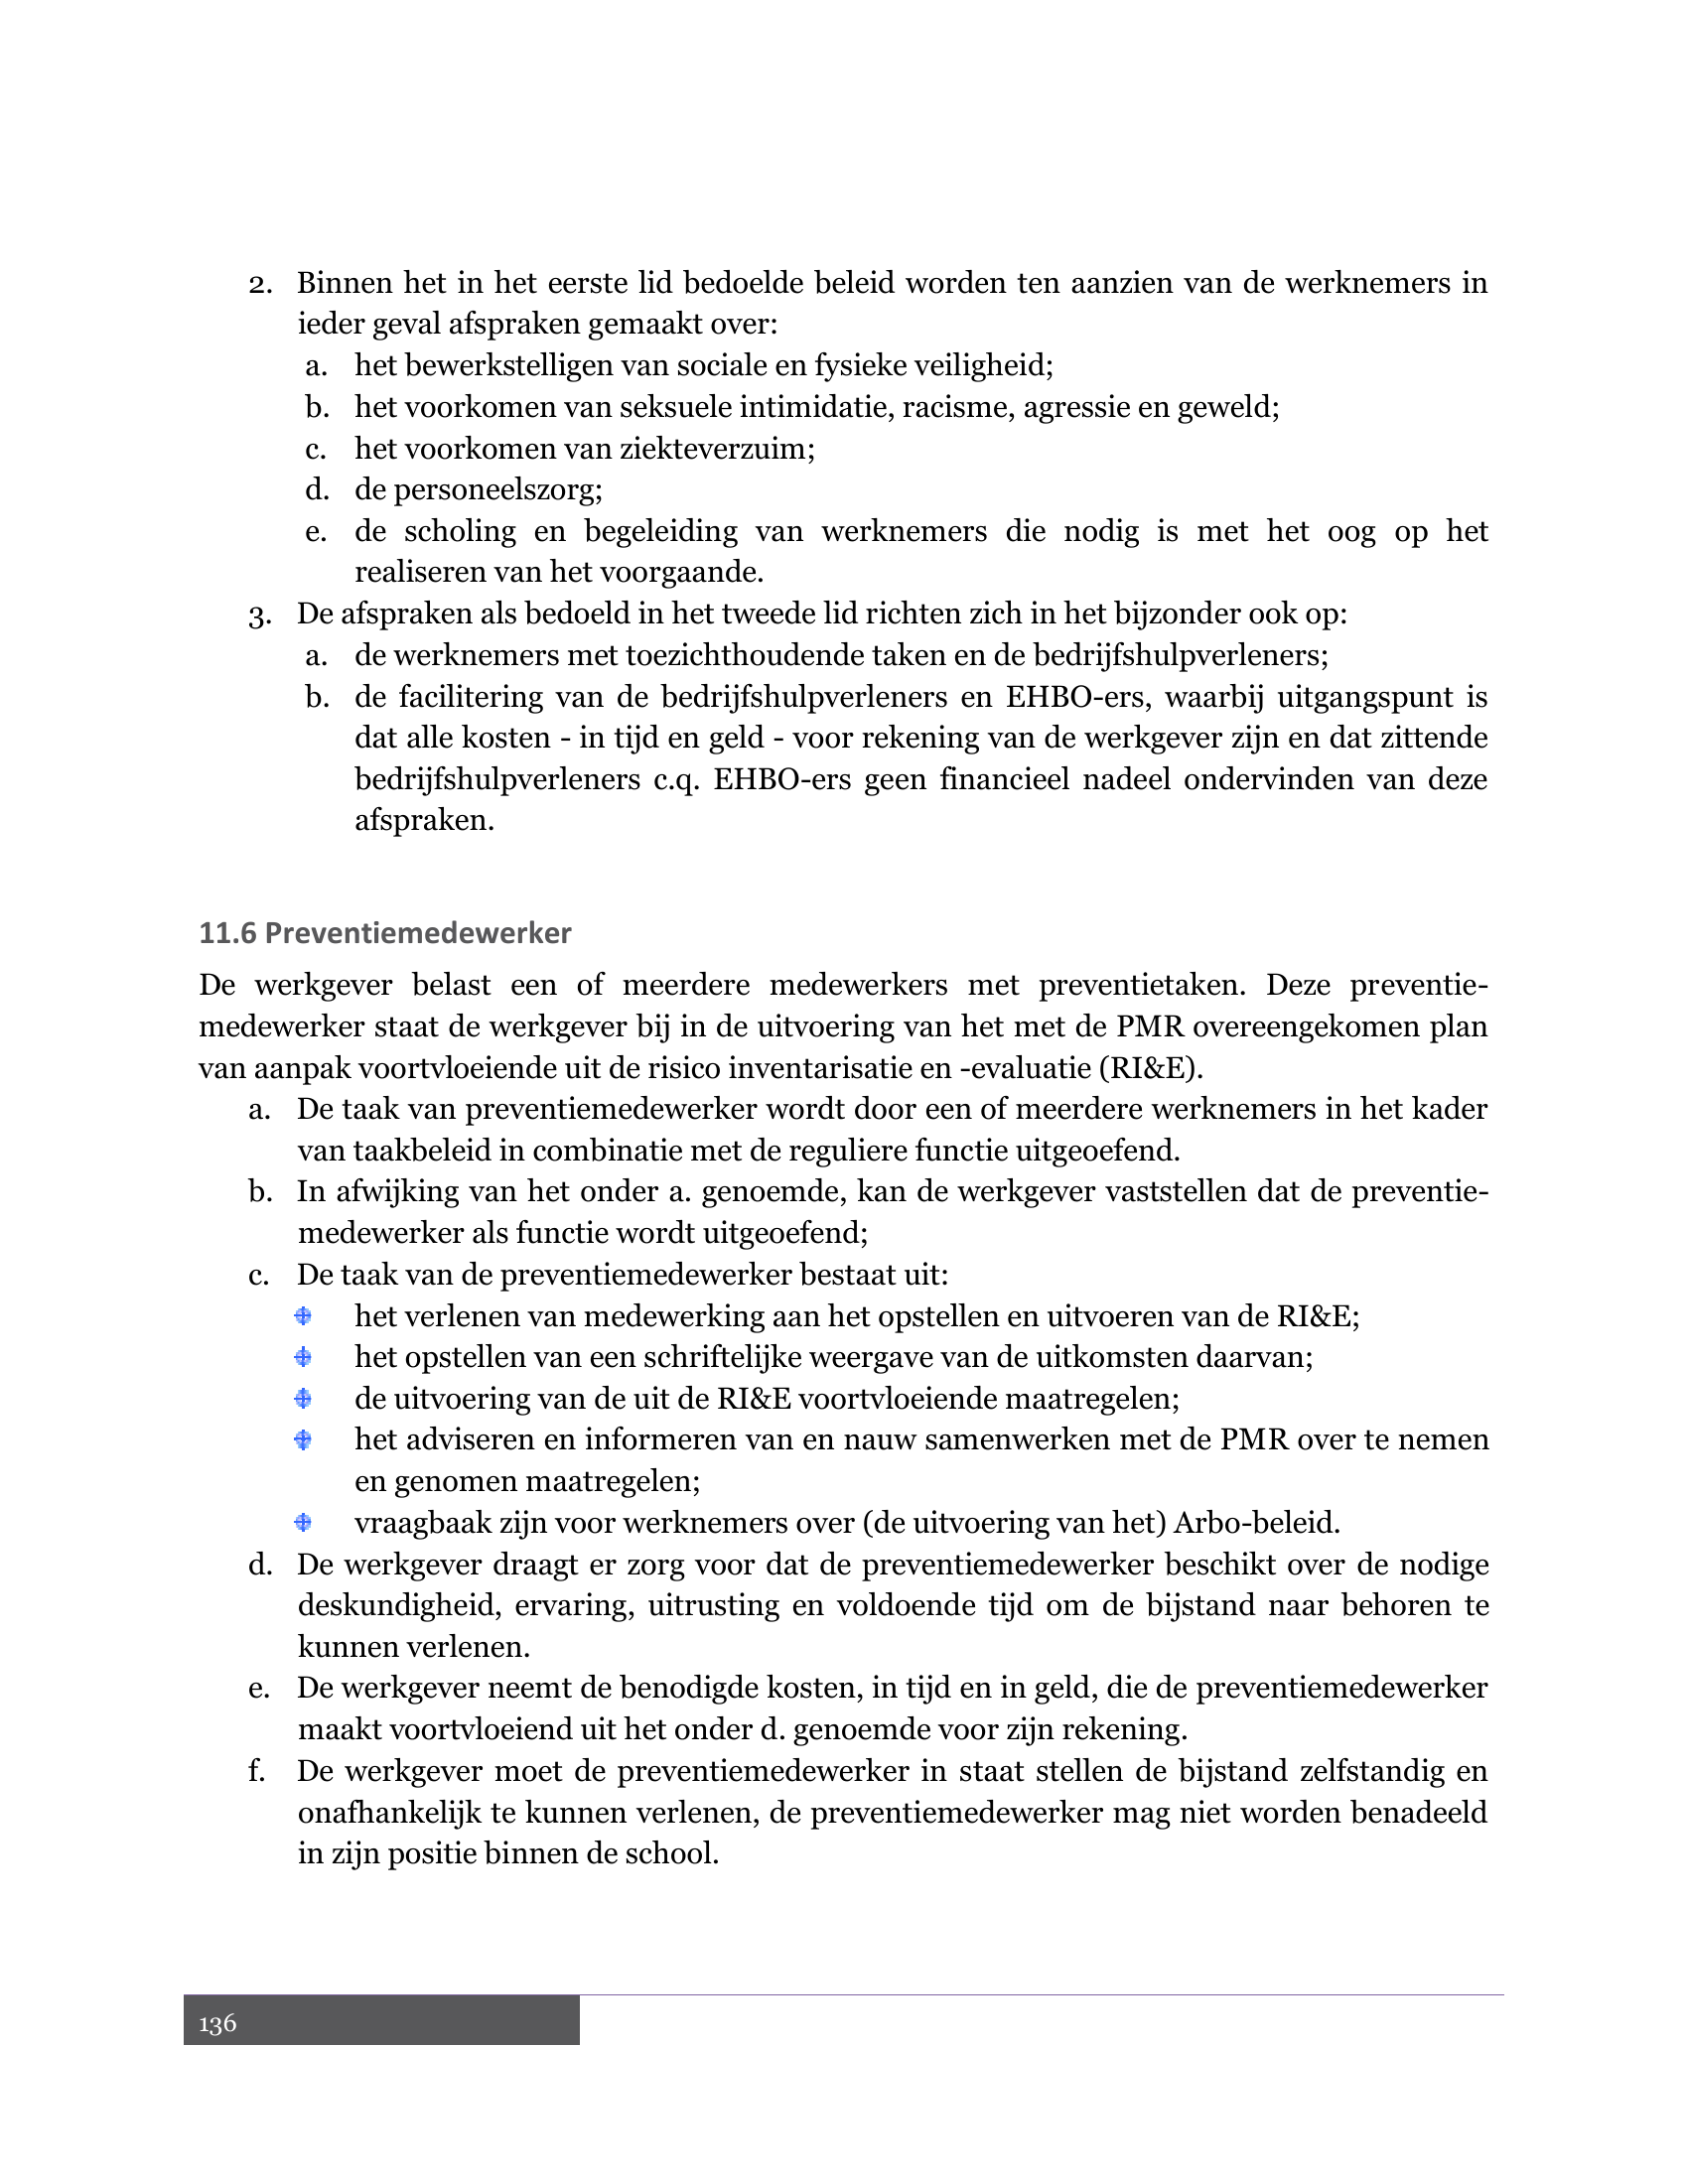 2. Binnen het in het eerste lid bedoelde beleid worden ten aanzien van de werknemers in
ieder geval afspraken gemaakt over:
a. het bewerkstelligen van sociale en fysieke veiligheid;
b. het voorkomen van seksuele intimidatie, racisme, agressie en geweld;
c. het voorkomen van ziekteverzuim;
d. de personeelszorg;
e. de scholing en begeleiding van werknemers die nodig is met het oog op het
realiseren van het voorgaande.
3. De afspraken als bedoeld in het tweede lid richten zich in het bijzonder ook op:
a. de werknemers met toezichthoudende taken en de bedrijfshulpverleners;
b. de facilitering van de bedrijfshulpverleners en EHBO-ers, waarbij uitgangspunt is
dat alle kosten - in tijd en geld - voor rekening van de werkgever zijn en dat zittende
bedrijfshulpverleners c.q. EHBO-ers geen financieel nadeel ondervinden van deze
afspraken.
11.6 Preventiemedewerker
De werkgever belast een of meerdere medewerkers met preventietaken. Deze preventie-
medewerker staat de werkgever bij in de uitvoering van het met de PMR overeengekomen plan
van aanpak voortvloeiende uit de risico inventarisatie en -evaluatie (RI&E).
a. De taak van preventiemedewerker wordt door een of meerdere werknemers in het kader
van taakbeleid in combinatie met de reguliere functie uitgeoefend.
b. In afwijking van het onder a. genoemde, kan de werkgever vaststellen dat de preventie-
medewerker als functie wordt uitgeoefend;
c. De taak van de preventiemedewerker bestaat uit:
het verlenen van medewerking aan het opstellen en uitvoeren van de RI&E;
het opstellen van een schriftelijke weergave van de uitkomsten daarvan;
de uitvoering van de uit de RI&E voortvloeiende maatregelen;
het adviseren en informeren van en nauw samenwerken met de PMR over te nemen
en genomen maatregelen;
vraagbaak zijn voor werknemers over (de uitvoering van het) Arbo-beleid.
d. De werkgever draagt er zorg voor dat de preventiemedewerker beschikt over de nodige
deskundigheid, ervaring, uitrusting en voldoende tijd om de bijstand naar behoren te
kunnen verlenen.
e. De werkgever neemt de benodigde kosten, in tijd en in geld, die de preventiemedewerker
maakt voortvloeiend uit het onder d. genoemde voor zijn rekening.
f. De werkgever moet de preventiemedewerker in staat stellen de bijstand zelfstandig en
onafhankelijk te kunnen verlenen, de preventiemedewerker mag niet worden benadeeld
in zijn positie binnen de school.
136